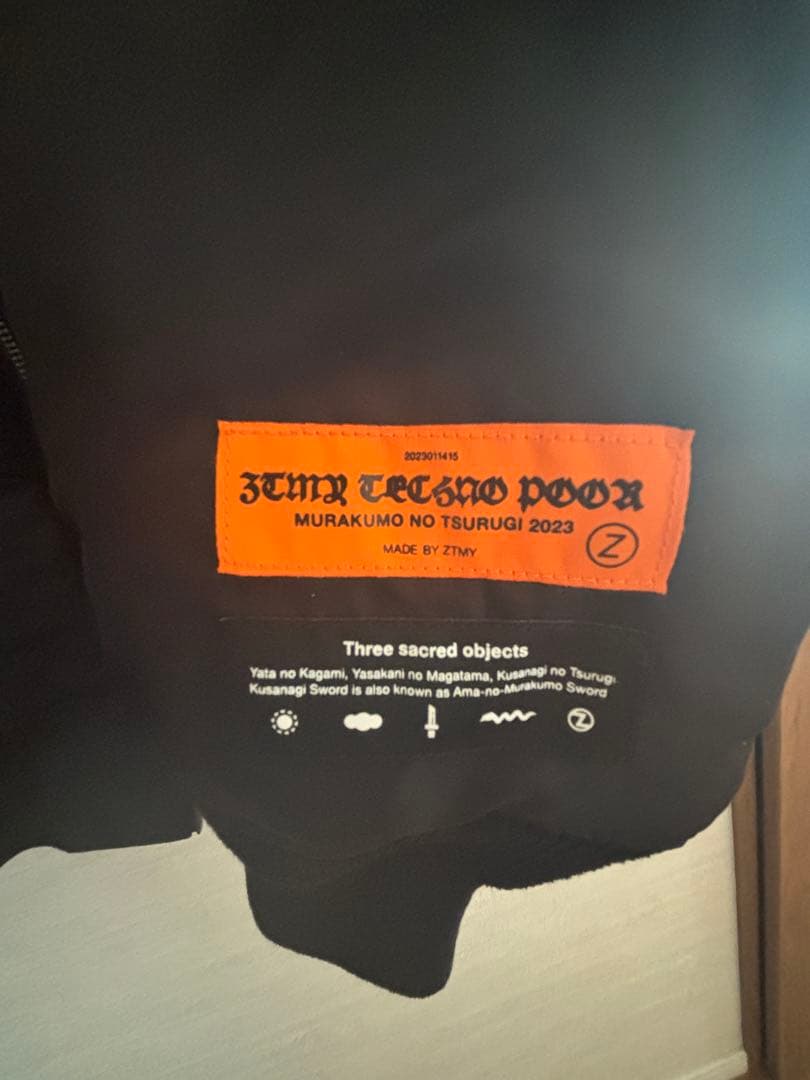 2023011415
ZTMY TECHNO POOR
MURAKUMO NO TSURUGI 2023
MADE BY ZTMY
Z
Three sacred objects
Yata no Kagami, Yasakani no Magatama, Kusanagi no Tsurugi.
Kusanagi Sword is also known as Ama-no-Murakumo Sword
Z